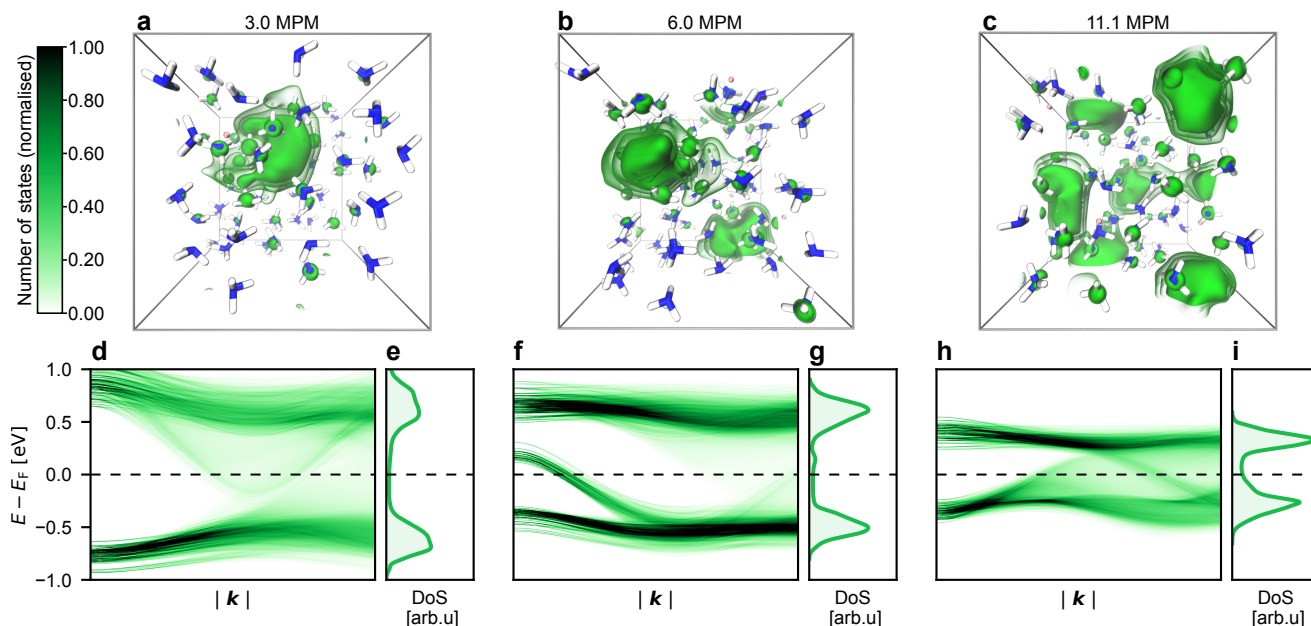 a
3.0 MPM
b
6.0 MPM
c
11.1 MPM
Number of states (normalised)
1.00
0.80
0.60
0.40
0.20
0.00
d
e
f
g
h
i
E − E_F [eV]
1.0
0.5
0.0
−0.5
−1.0
| k |
DoS
[arb.u]
| k |
DoS
[arb.u]
| k |
DoS
[arb.u]